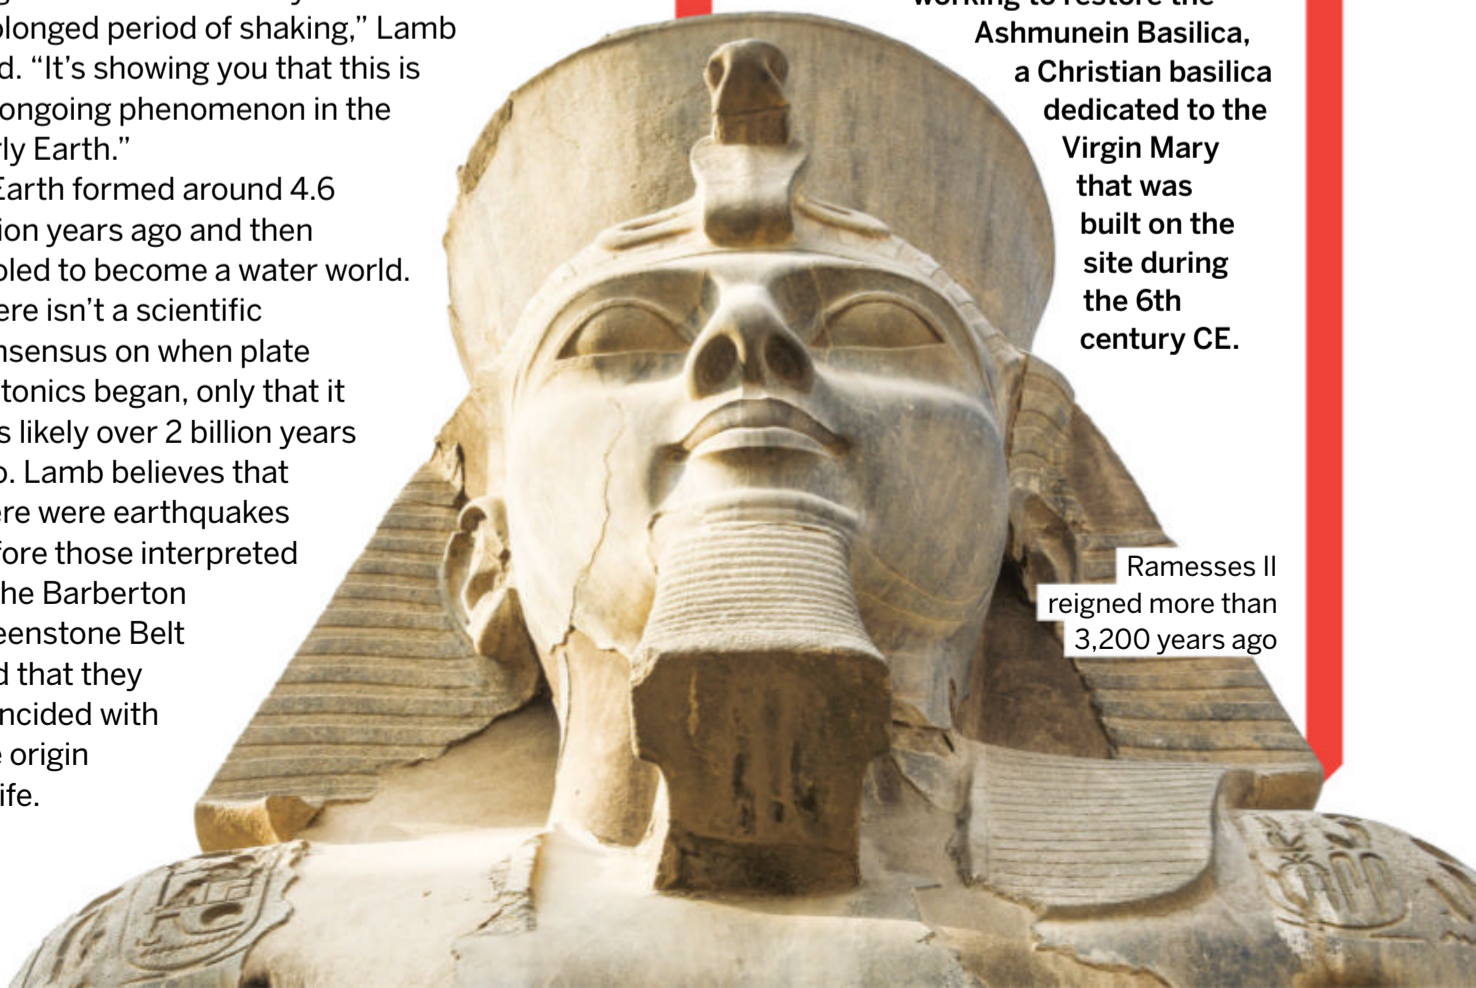 olonged period of shaking,” Lamb
d. “It’s showing you that this is
ongoing phenomenon in the
ly Earth.”
Earth formed around 4.6
ion years ago and then
oled to become a water world.
ere isn’t a scientific
nsensus on when plate
tonics began, only that it
s likely over 2 billion years
o. Lamb believes that
ere were earthquakes
fore those interpreted
he Barberton
eenstone Belt
d that they
ncided with
e origin
ife.
working to restore the
Ashmunein Basilica,
a Christian basilica
dedicated to the
Virgin Mary
that was
built on the
site during
the 6th
century CE.
Ramesses II
reigned more than
3,200 years ago